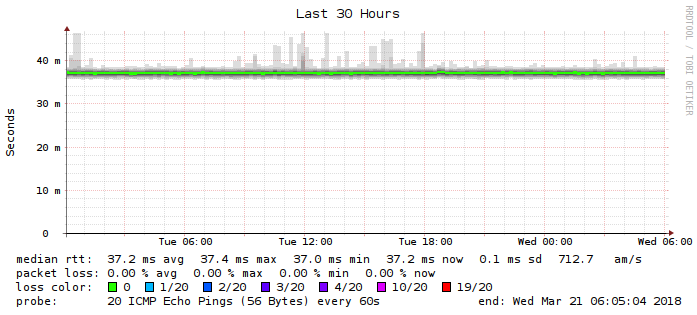 Last 30 Hours
RRDTOOL / TOBI OETIKER
Seconds
40 m
30 m
20 m
10 m
0
Tue 06:00 Tue 12:00 Tue 18:00 Wed 00:00 Wed 06:00
median rtt: 37.2 ms avg 37.4 ms max 37.0 ms min 37.2 ms now 0.1 ms sd 712.7 am/s
packet loss: 0.00 % avg 0.00 % max 0.00 % min 0.00 % now
loss color: 0 1/20 2/20 3/20 4/20 10/20 19/20
probe: 20 ICMP Echo Pings (56 Bytes) every 60s end: Wed Mar 21 06:05:04 2018